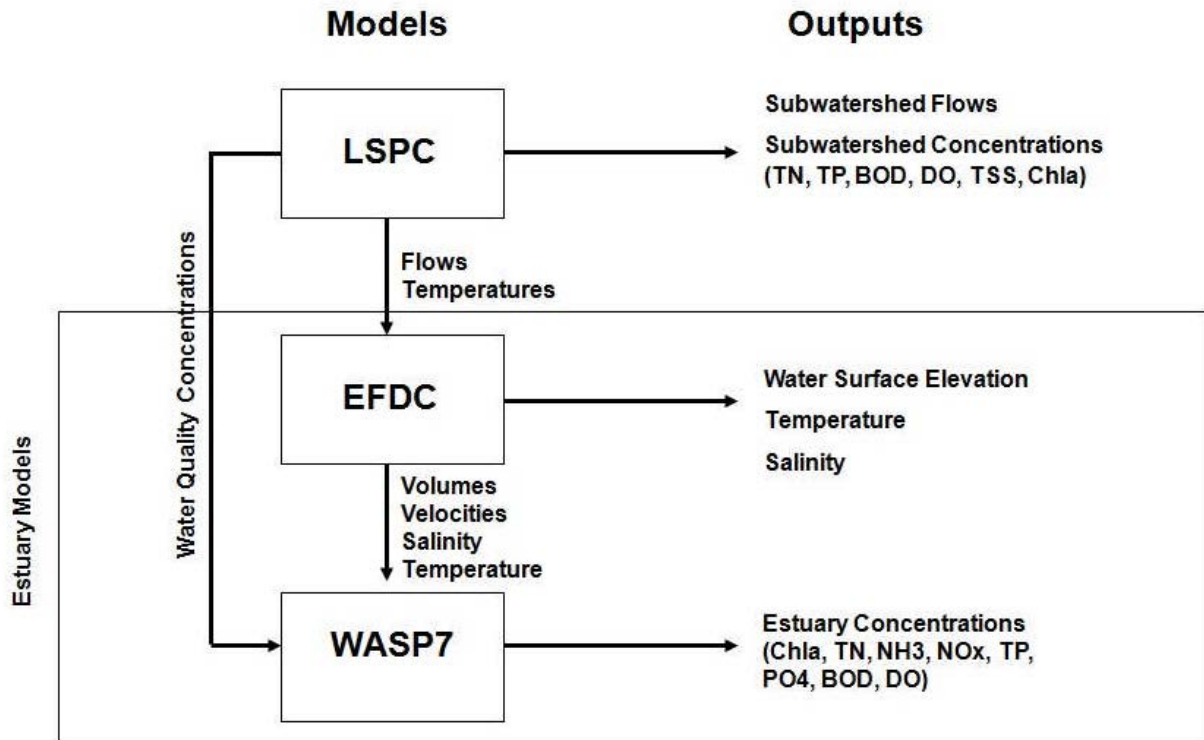 Models
Outputs
LSPC
Subwatershed Flows
Subwatershed Concentrations
(TN, TP, BOD, DO, TSS, Chla)
Flows
Temperatures
Water Quality Concentrations
Estuary Models
EFDC
Water Surface Elevation
Temperature
Salinity
Volumes
Velocities
Salinity
Temperature
WASP7
Estuary Concentrations
(Chla, TN, NH3, NOx, TP,
PO4, BOD, DO)